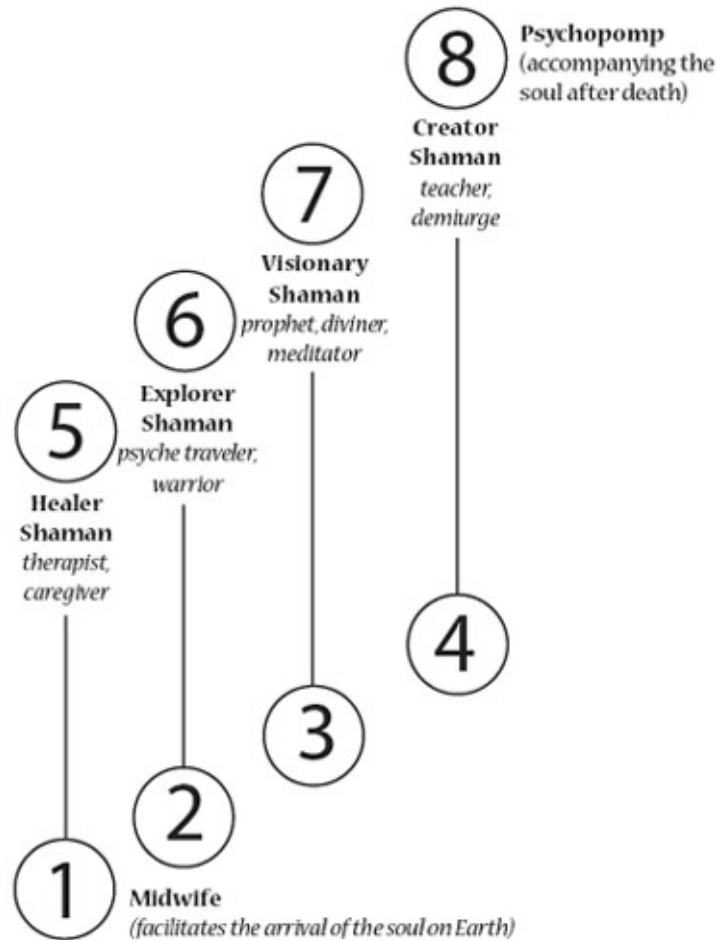 8
Psychopomp
(accompanying the
soul after death)
Creator
Shaman
teacher,
demiurge
7
Visionary
Shaman
prophet, diviner,
meditator
6
Explorer
Shaman
psyche traveler,
warrior
5
Healer
Shaman
therapist,
caregiver
4
3
2
1
Midwife
(facilitates the arrival of the soul on Earth)